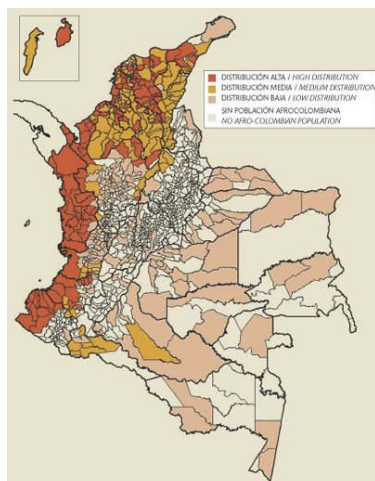 DISTRIBUCIÓN ALTA / HIGH DISTRIBUTION
DISTRIBUCIÓN MEDIA / MEDIUM DISTRIBUTION
DISTRIBUCIÓN BAJA / LOW DISTRIBUTION
SIN POBLACIÓN AFROCOLOMBIANA
NO AFRO-COLOMBIAN POPULATION